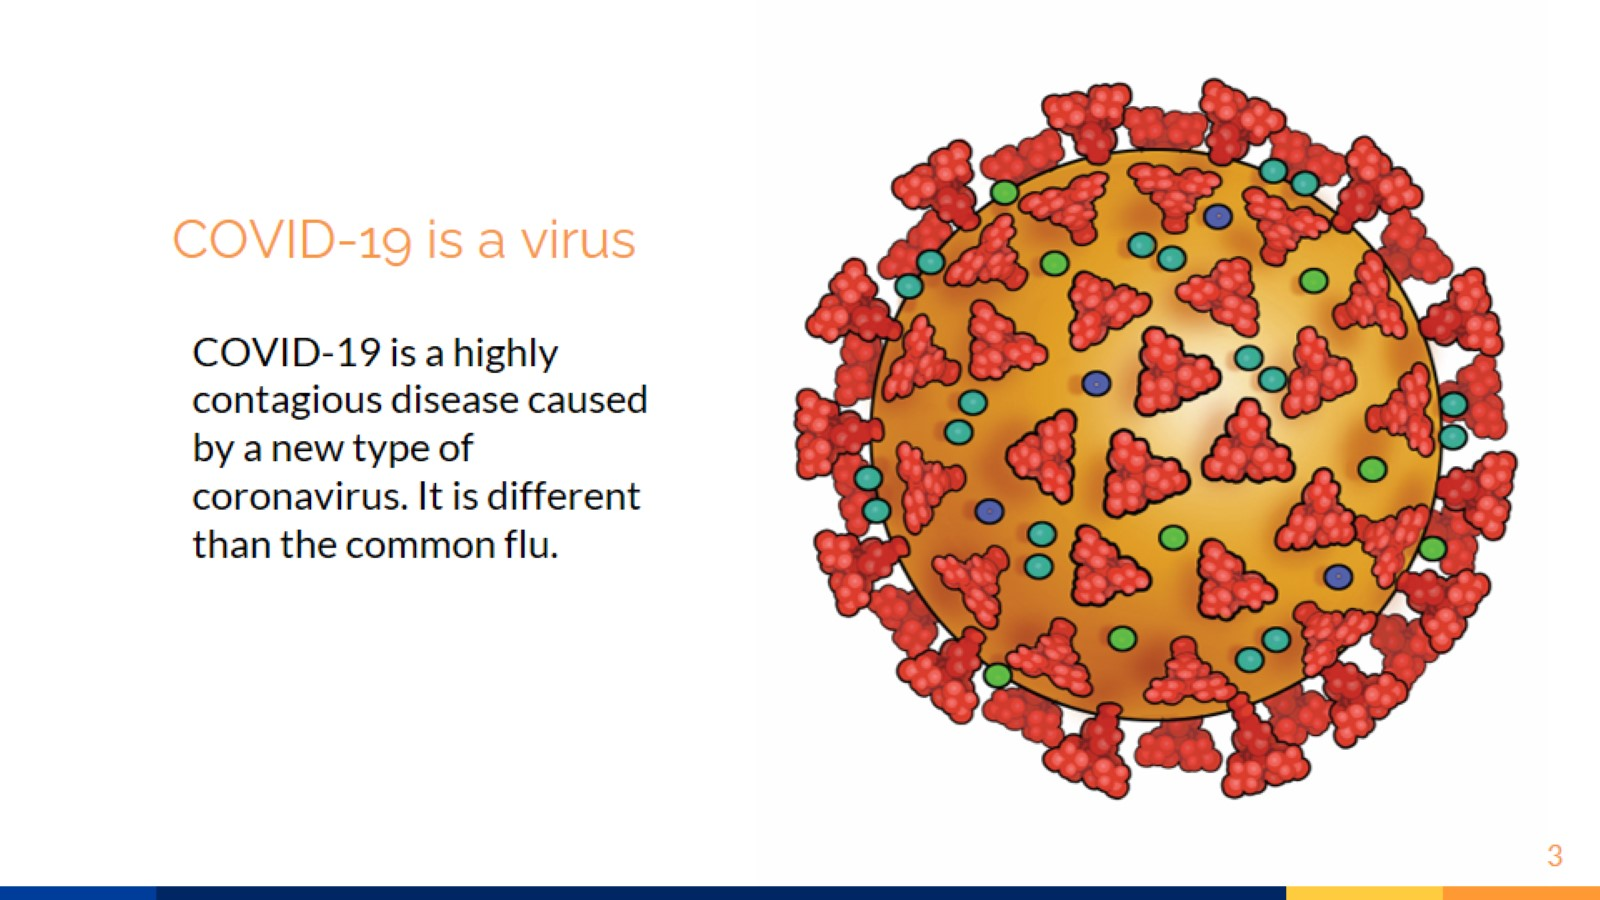 COVID-19 is a virus
COVID-19 is a highly
contagious disease caused
by a new type of
coronavirus. It is different
than the common flu.
3